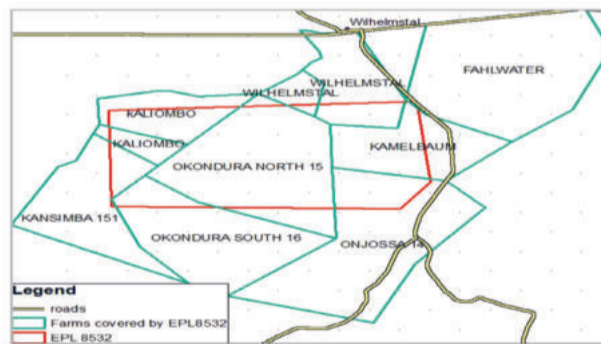 Wilhelmstal
FAHLWATER
WILHELMSTAL
WILHELMSTAL
KALIOMBO
KALIOMBO
KAMELBAUM
OKONDURA NORTH 15
KANSIMBA 151
OKONDURA SOUTH 16
ONJOSSA 14
Legend
roads
Farms covered by EPL8532
EPL 8532